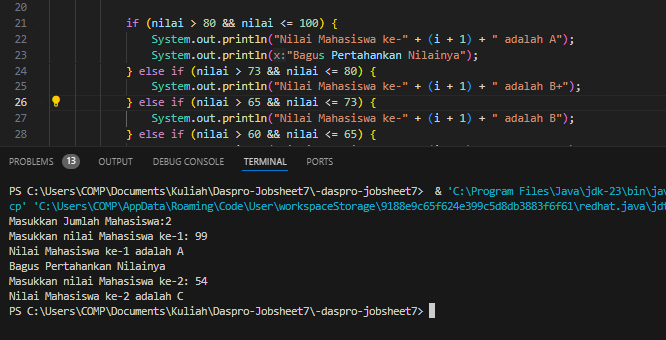 20
21 if (nilai > 80 && nilai <= 100) {
22 System.out.println("Nilai Mahasiswa ke-" + (i + 1) + " adalah A");
23 System.out.println(x:"Bagus Pertahankan Nilainya");
24 } else if (nilai > 73 && nilai <= 80) {
25 System.out.println("Nilai Mahasiswa ke-" + (i + 1) + " adalah B+");
26 } else if (nilai > 65 && nilai <= 73) {
27 System.out.println("Nilai Mahasiswa ke-" + (i + 1) + " adalah B");
28 } else if (nilai > 60 && nilai <= 65) {
PROBLEMS 13 OUTPUT DEBUG CONSOLE TERMINAL PORTS
PS C:\Users\COMP\Documents\Kuliah\Daspro-Jobsheet7\-daspro-jobsheet7> & 'C:\Program Files\Java\jdk-23\bin\jav
cp' 'C:\Users\COMP\AppData\Roaming\Code\User\workspaceStorage\9188e9c65f624e399c5d8db3883f6f61\redhat.java\jdt
Masukkan Jumlah Mahasiswa:2
Masukkan nilai Mahasiswa ke-1: 99
Nilai Mahasiswa ke-1 adalah A
Bagus Pertahankan Nilainya
Masukkan nilai Mahasiswa ke-2: 54
Nilai Mahasiswa ke-2 adalah C
PS C:\Users\COMP\Documents\Kuliah\Daspro-Jobsheet7\-daspro-jobsheet7>